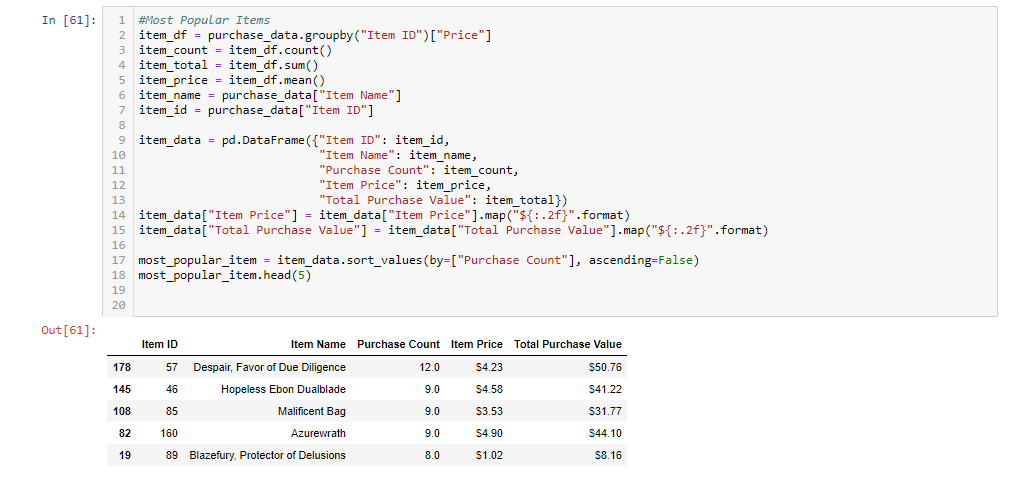 In [61]:
1 #Most Popular Items
2 item_df = purchase_data.groupby("Item ID")["Price"]
3 item_count = item_df.count()
4 item_total = item_df.sum()
5 item_price = item_df.mean()
6 item_name = purchase_data["Item Name"]
7 item_id = purchase_data["Item ID"]
8
9 item_data = pd.DataFrame({"Item ID": item_id,
10 "Item Name": item_name,
11 "Purchase Count": item_count,
12 "Item Price": item_price,
13 "Total Purchase Value": item_total})
14 item_data["Item Price"] = item_data["Item Price"].map("${:.2f}".format)
15 item_data["Total Purchase Value"] = item_data["Total Purchase Value"].map("${:.2f}".format)
16
17 most_popular_item = item_data.sort_values(by=["Purchase Count"], ascending=False)
18 most_popular_item.head(5)
19
20
Out[61]:
Item ID Item Name Purchase Count Item Price Total Purchase Value
178 57 Despair, Favor of Due Diligence 12.0 $4.23 $50.76
145 46 Hopeless Ebon Dualblade 9.0 $4.58 $41.22
108 85 Malificent Bag 9.0 $3.53 $31.77
82 160 Azurewrath 9.0 $4.90 $44.10
19 89 Blazefury, Protector of Delusions 8.0 $1.02 $8.16